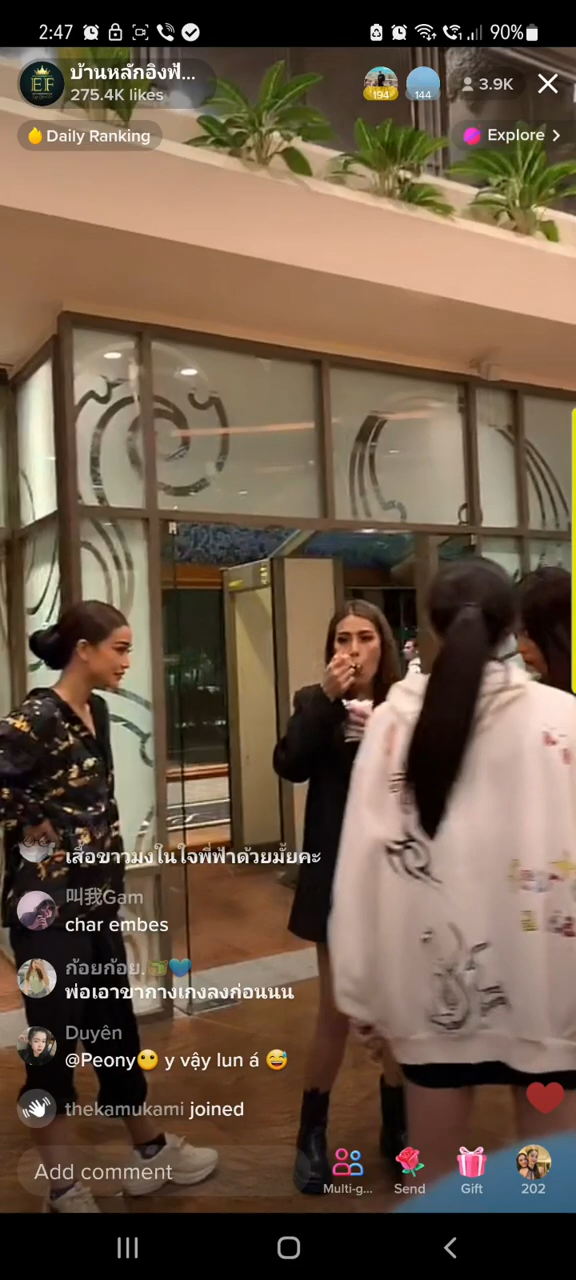 2:47
90%
บ้านหลักอิงฟ้...
275.4K likes
194
144
3.9K
Daily Ranking
Explore
เสื้อขาวมงในใจพี่ฟ้าด้วยมั้ยคะ
叫我Gam
char embes
ก้อยก้อย.
พ่อเอาขากางเกงลงก่อนนน
Duyên
@Peony😶 y vậy lun á 😅
thekamukami joined
Add comment
Multi-g...
Send
Gift
202